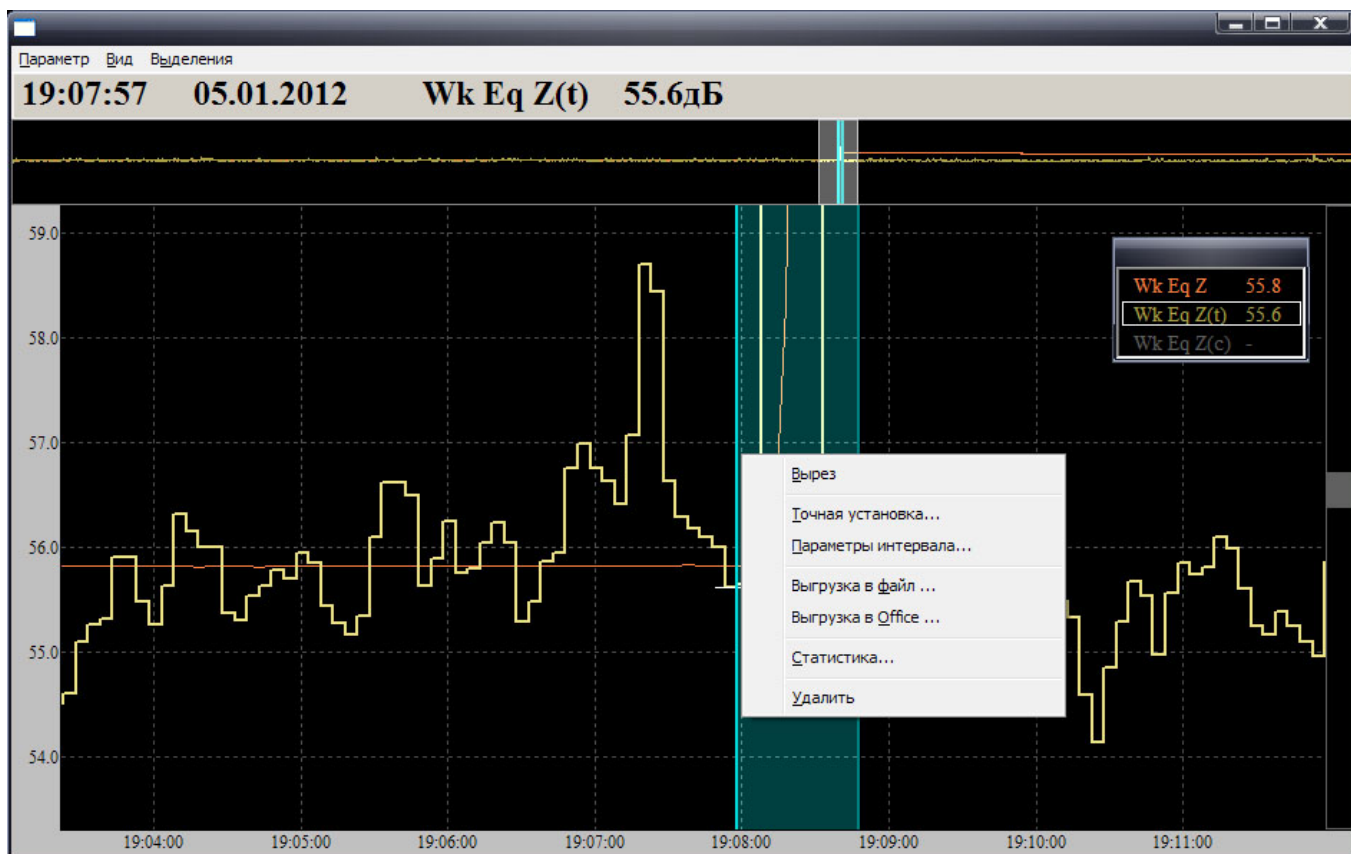 Параметр Вид Выделения
19:07:57 05.01.2012 Wk Eq Z(t) 55.6дБ
59.0
58.0
57.0
56.0
55.0
54.0
Wk Eq Z 55.8
Wk Eq Z(t) 55.6
Wk Eq Z(c) -
Вырез
Точная установка...
Параметры интервала...
Выгрузка в файл ...
Выгрузка в Office ...
Статистика...
Удалить
19:04:00 19:05:00 19:06:00 19:07:00 19:08:00 19:09:00 19:10:00 19:11:00